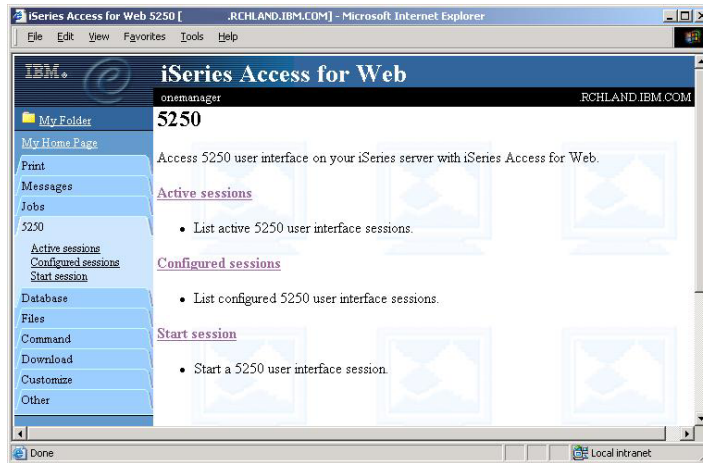 iSeries Access for Web 5250 [ .RCHLAND.IBM.COM] - Microsoft Internet Explorer
File Edit View Favorites Tools Help
IBM.
iSeries Access for Web
onemanager .RCHLAND.IBM.COM
My Folder
My Home Page
Print
Messages
Jobs
5250
Active sessions
Configured sessions
Start session
Database
Files
Command
Download
Customize
Other
5250
Access 5250 user interface on your iSeries server with iSeries Access for Web.
Active sessions
• List active 5250 user interface sessions.
Configured sessions
• List configured 5250 user interface sessions.
Start session
• Start a 5250 user interface session.
Done
Local intranet